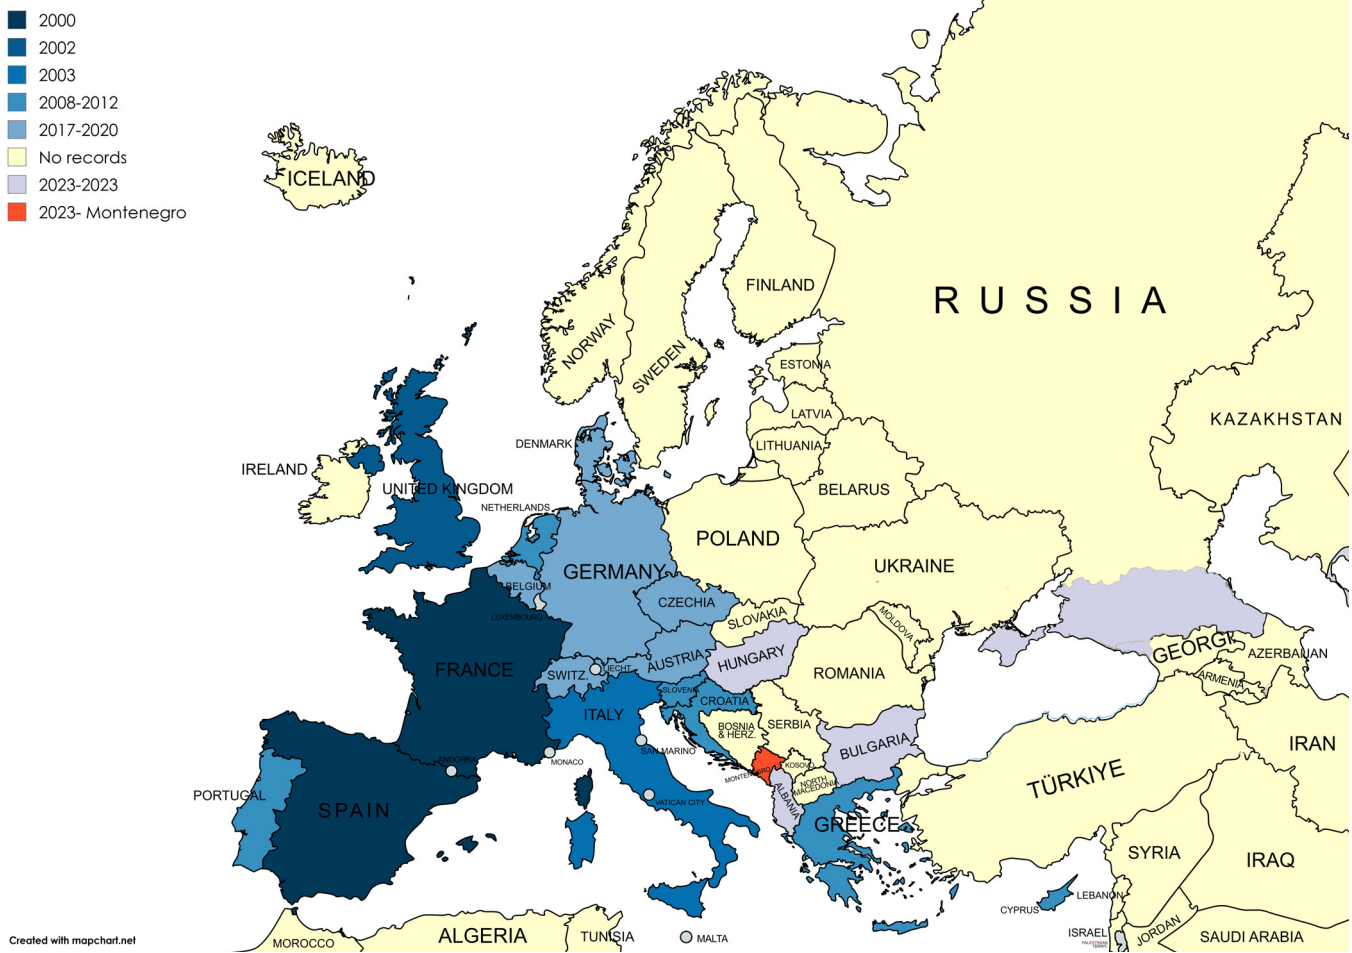 2000
2002
2003
2008-2012
2017-2020
No records
2023-2023
2023- Montenegro
ICELAND
RUSSIA
FINLAND
NORWAY
SWEDEN
ESTONIA
LATVIA
LITHUANIA
KAZAKHSTAN
DENMARK
IRELAND
UNITED KINGDOM
NETHERLANDS
BELARUS
POLAND
UKRAINE
GERMANY
BELGIUM
LUXEMBOURG
CZECHIA
SLOVAKIA
MOLDOVA
FRANCE
SWITZ.
LIECHT.
AUSTRIA
HUNGARY
ROMANIA
GEORGI
AZERBAIJAN
ARMENIA
SLOVENIA
CROATIA
ITALY
BOSNIA
& HERZ.
SERBIA
BULGARIA
SAN MARINO
MONACO
ANDORRA
MONTENEGRO
KOSOVO
NORTH
MACEDONIA
ALBANIA
VATICAN CITY
PORTUGAL
SPAIN
GREECE
TÜRKIYE
IRAN
SYRIA
IRAQ
LEBANON
CYPRUS
ISRAEL
PALESTINIAN
JORDAN
SAUDI ARABIA
MALTA
MOROCCO
ALGERIA
TUNISIA
Created with mapchart.net